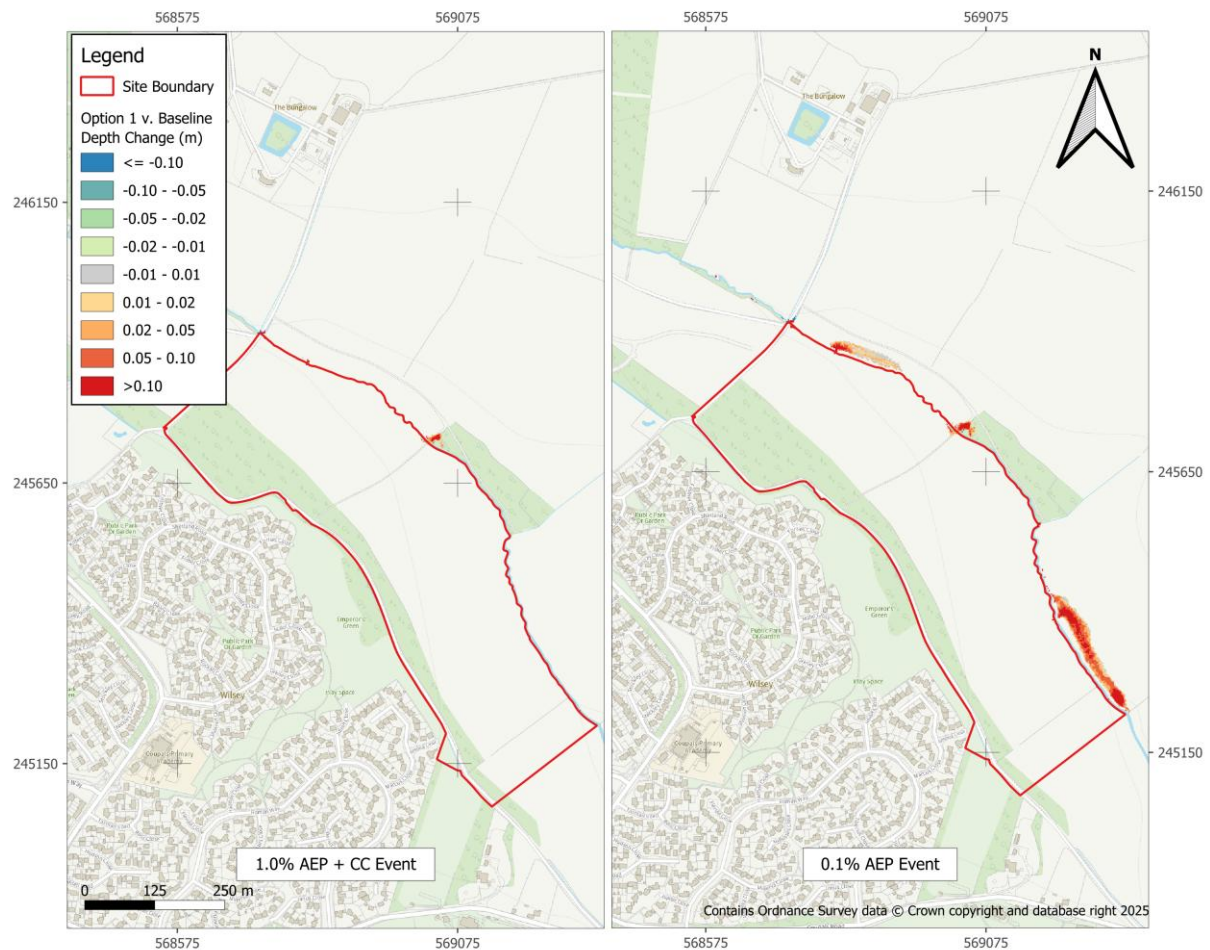 568575
569075
568575
569075
Legend
Site Boundary
Option 1 v. Baseline
Depth Change (m)
<= -0.10
-0.10 - -0.05
-0.05 - -0.02
-0.02 - -0.01
-0.01 - 0.01
0.01 - 0.02
0.02 - 0.05
0.05 - 0.10
>0.10
The Bungalow
The Bungalow
N
246150
246150
245650
245650
Public Park
Or Garden
Public Park
Or Garden
Emperor's
Green
Emperor's
Green
Public Park
Or Garden
Public Park
Or Garden
Play Space
Play Space
Wilsey
Wilsey
245150
245150
1.0% AEP + CC Event
0.1% AEP Event
0
125
250 m
Contains Ordnance Survey data © Crown copyright and database right 2025
568575
569075
568575
569075